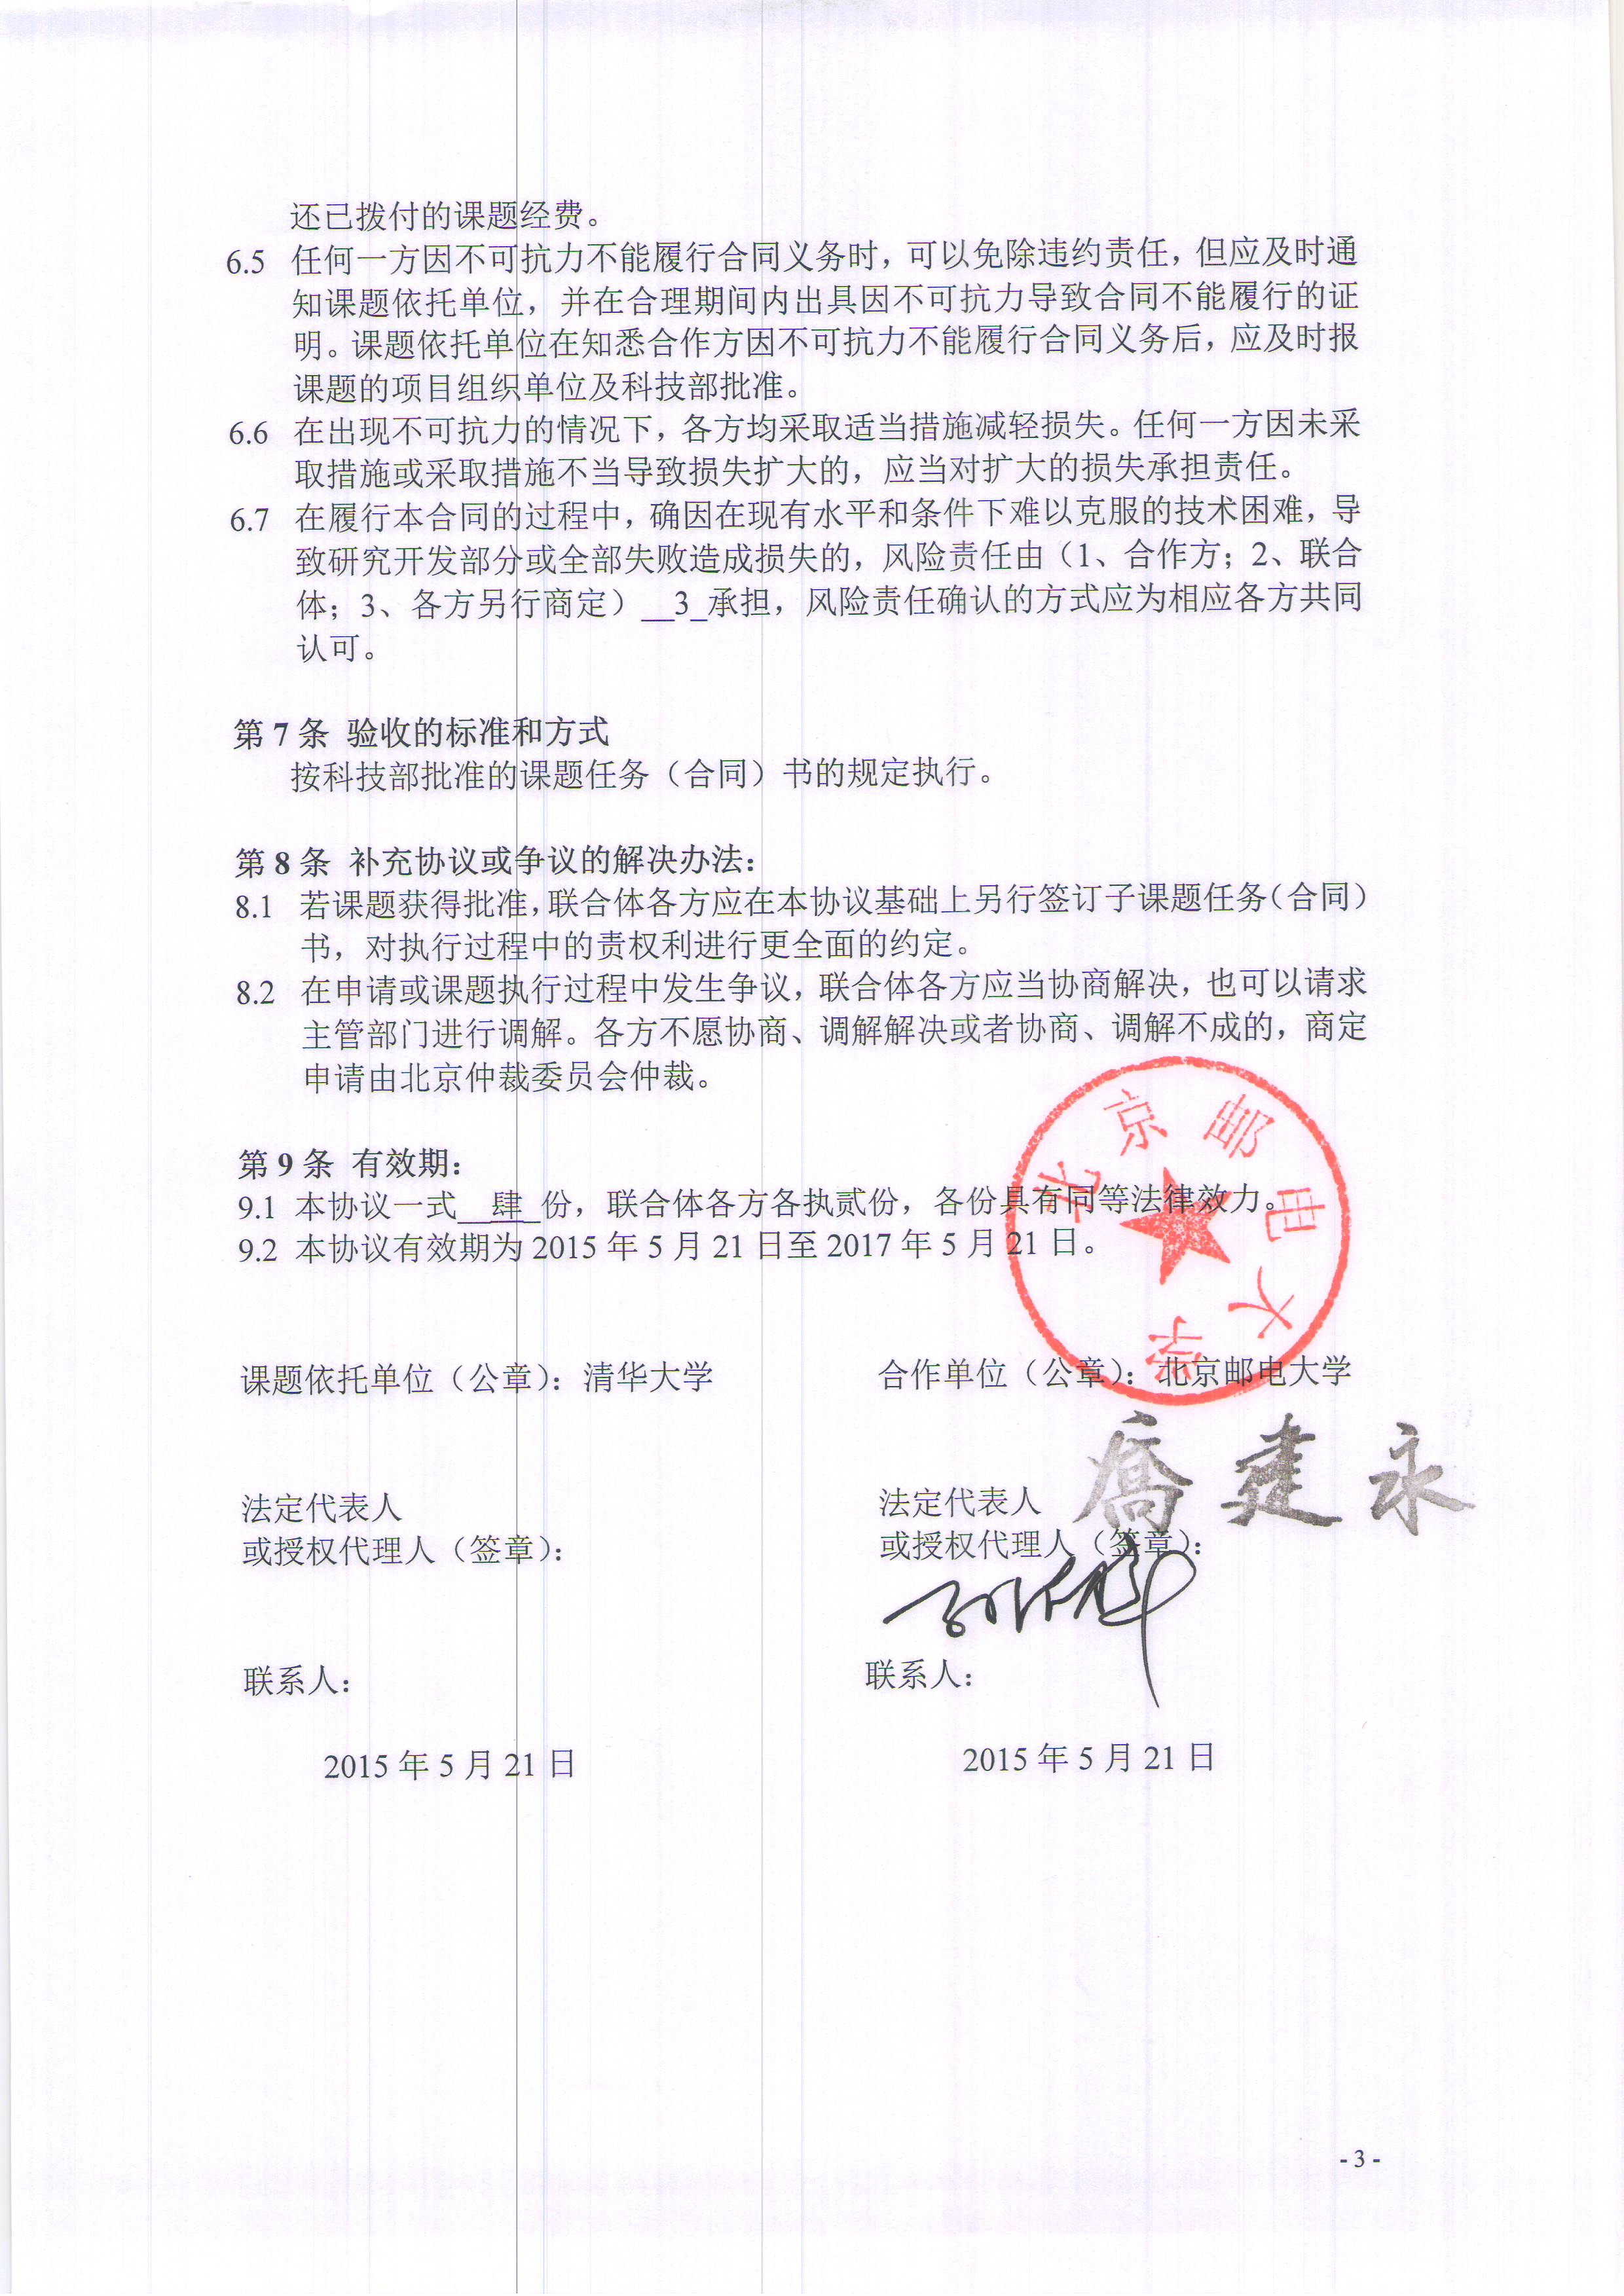 还已拨付的课题经费。
6.5 任何一方因不可抗力不能履行合同义务时，可以免除违约责任，但应及时通
知课题依托单位，并在合理期间内出具因不可抗力导致合同不能履行的证
明。课题依托单位在知悉合作方因不可抗力不能履行合同义务后，应及时报
课题的项目组织单位及科技部批准。
6.6 在出现不可抗力的情况下，各方均采取适当措施减轻损失。任何一方因未采
取措施或采取措施不当导致损失扩大的，应当对扩大的损失承担责任。
6.7 在履行本合同的过程中，确因在现有水平和条件下难以克服的技术困难，导
致研究开发部分或全部失败造成损失的，风险责任由（1、合作方；2、联合
体；3、各方另行商定）__3_承担，风险责任确认的方式应为相应各方共同
认可。
第 7 条 验收的标准和方式
按科技部批准的课题任务（合同）书的规定执行。
第 8 条 补充协议或争议的解决办法：
8.1 若课题获得批准，联合体各方应在本协议基础上另行签订子课题任务（合同）
书，对执行过程中的责权利进行更全面的约定。
8.2 在申请或课题执行过程中发生争议，联合体各方应当协商解决，也可以请求
主管部门进行调解。各方不愿协商、调解解决或者协商、调解不成的，商定
申请由北京仲裁委员会仲裁。
第 9 条 有效期：
9.1 本协议一式__肆_份，联合体各方各执贰份，各份具有同等法律效力。
9.2 本协议有效期为 2015 年 5 月 21 日至 2017 年 5 月 21 日。
北京邮电大学
课题依托单位（公章）：清华大学
合作单位（公章）：北京邮电大学
喬建永
法定代表人
或授权代理人（签章）：
法定代表人
或授权代理人（签章）：
联系人：
联系人：
2015 年 5 月 21 日
2015 年 5 月 21 日
- 3 -